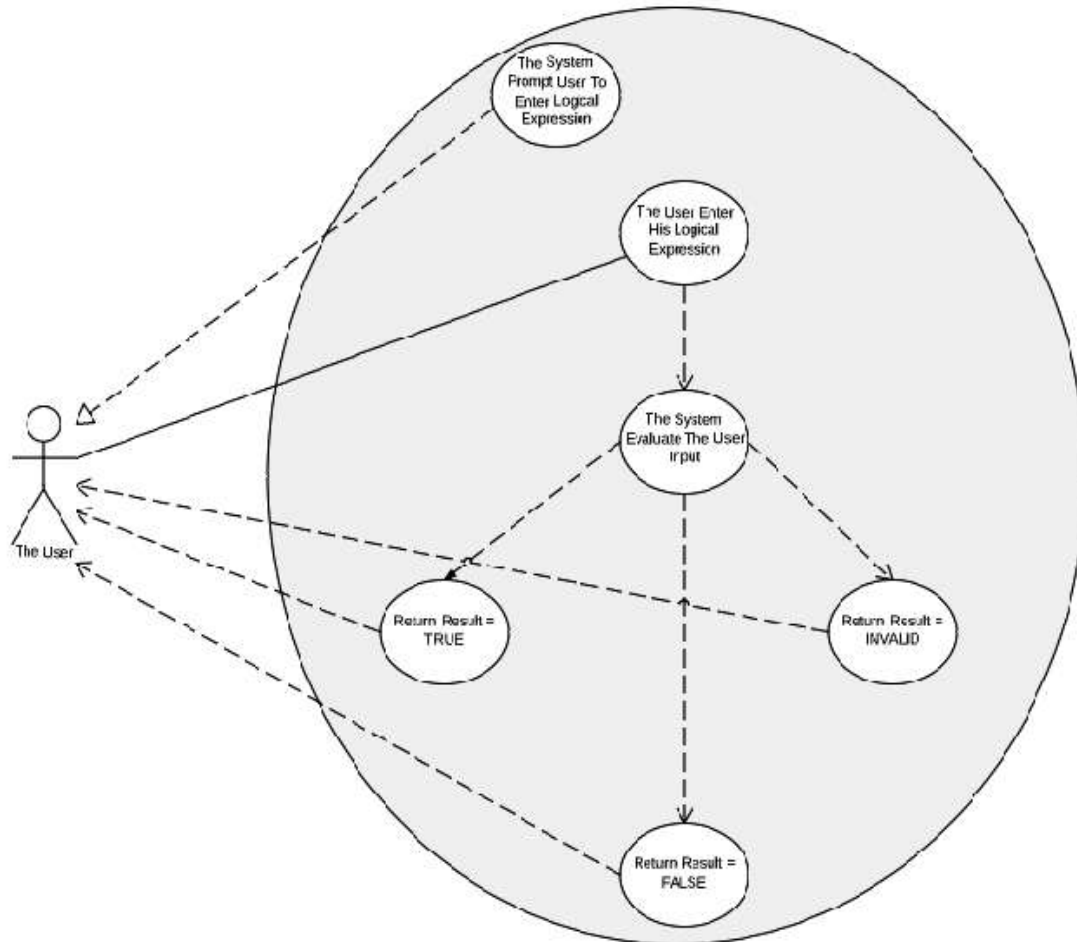 The System
Prompt User To
Enter Logcal
Expression
The User Enter
His Logical
Expression
The System
Evaluate The User
Input
The User
Return Result =
TRUE
Return Result =
INVALID
Return Result =
FALSE